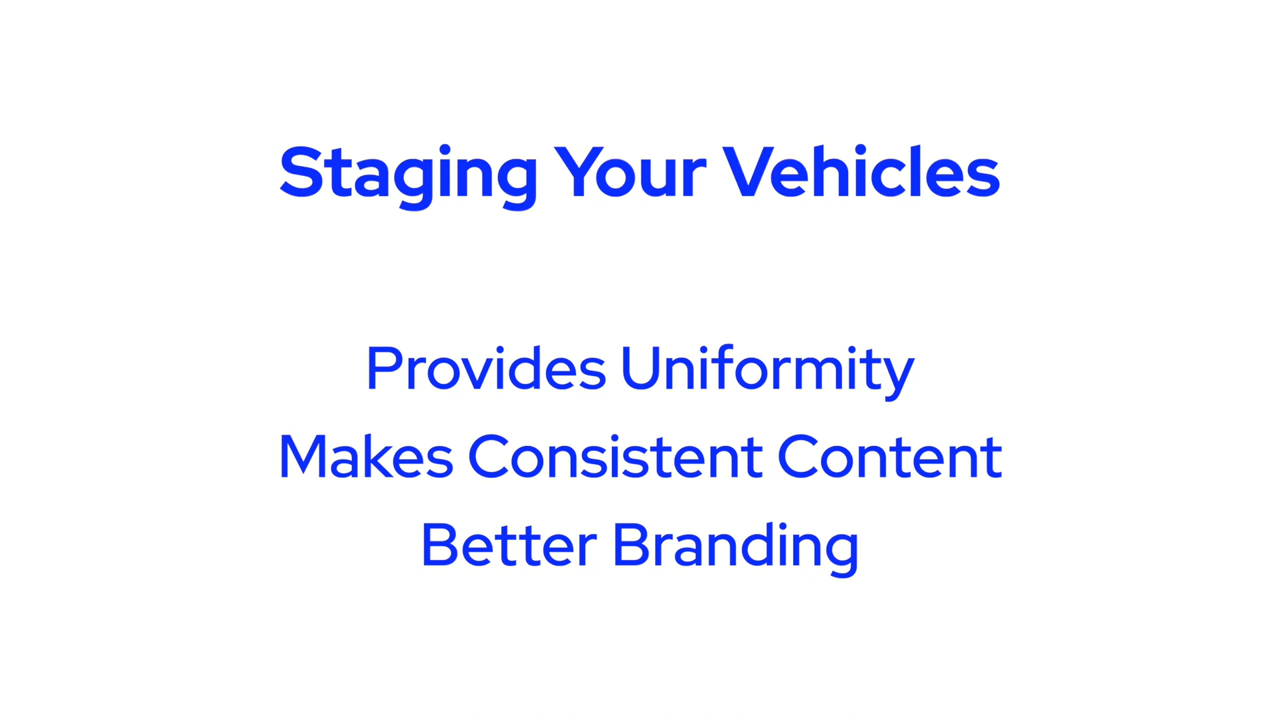 Staging Your Vehicles
Provides Uniformity
Makes Consistent Content
Better Branding